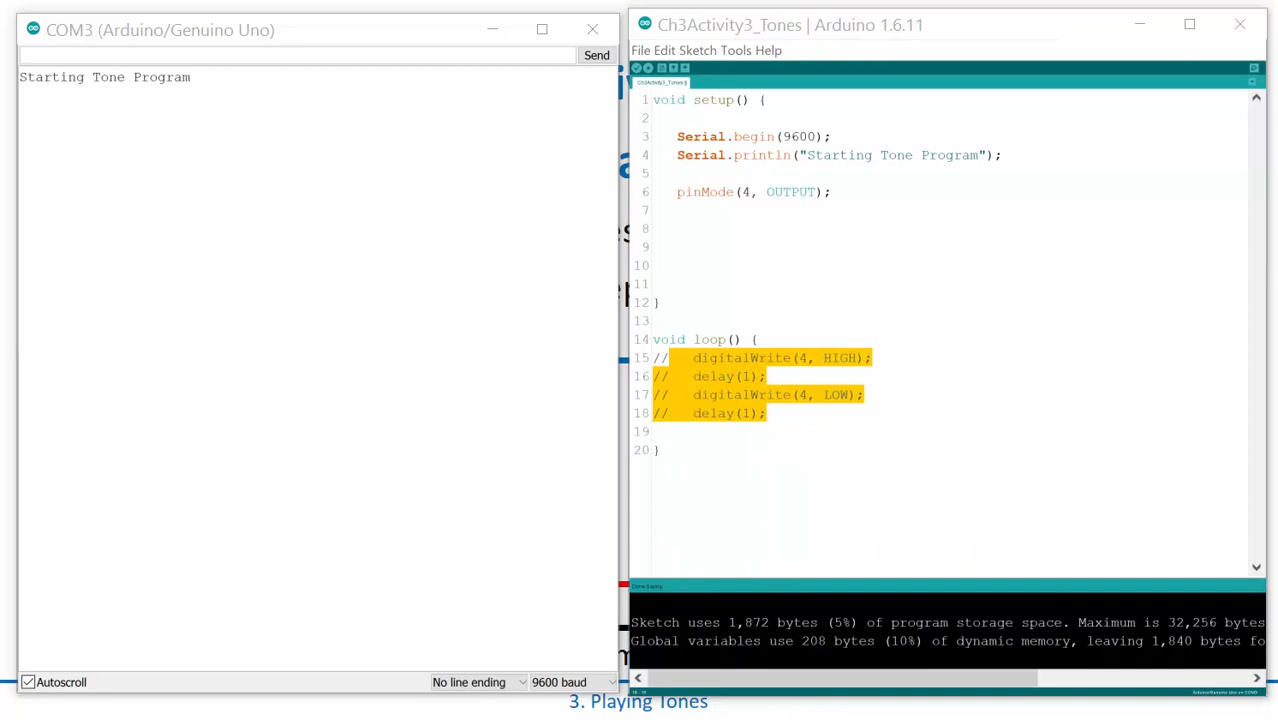 COM3 (Arduino/Genuino Uno)
Send
Starting Tone Program
Autoscroll
No line ending
9600 baud
Ch3Activity3_Tones | Arduino 1.6.11
File Edit Sketch Tools Help
Ch3Activity3_Tones §
1 void setup() {
2
3 Serial.begin(9600);
4 Serial.println("Starting Tone Program");
5
6 pinMode(4, OUTPUT);
7
8
9
10
11
12 }
13
14 void loop() {
15 // digitalWrite(4, HIGH);
16 // delay(1);
17 // digitalWrite(4, LOW);
18 // delay(1);
19
20 }
Done Saving
Sketch uses 1,872 bytes (5%) of program storage space. Maximum is 32,256 bytes
Global variables use 208 bytes (10%) of dynamic memory, leaving 1,840 bytes fo
3. Playing Tones